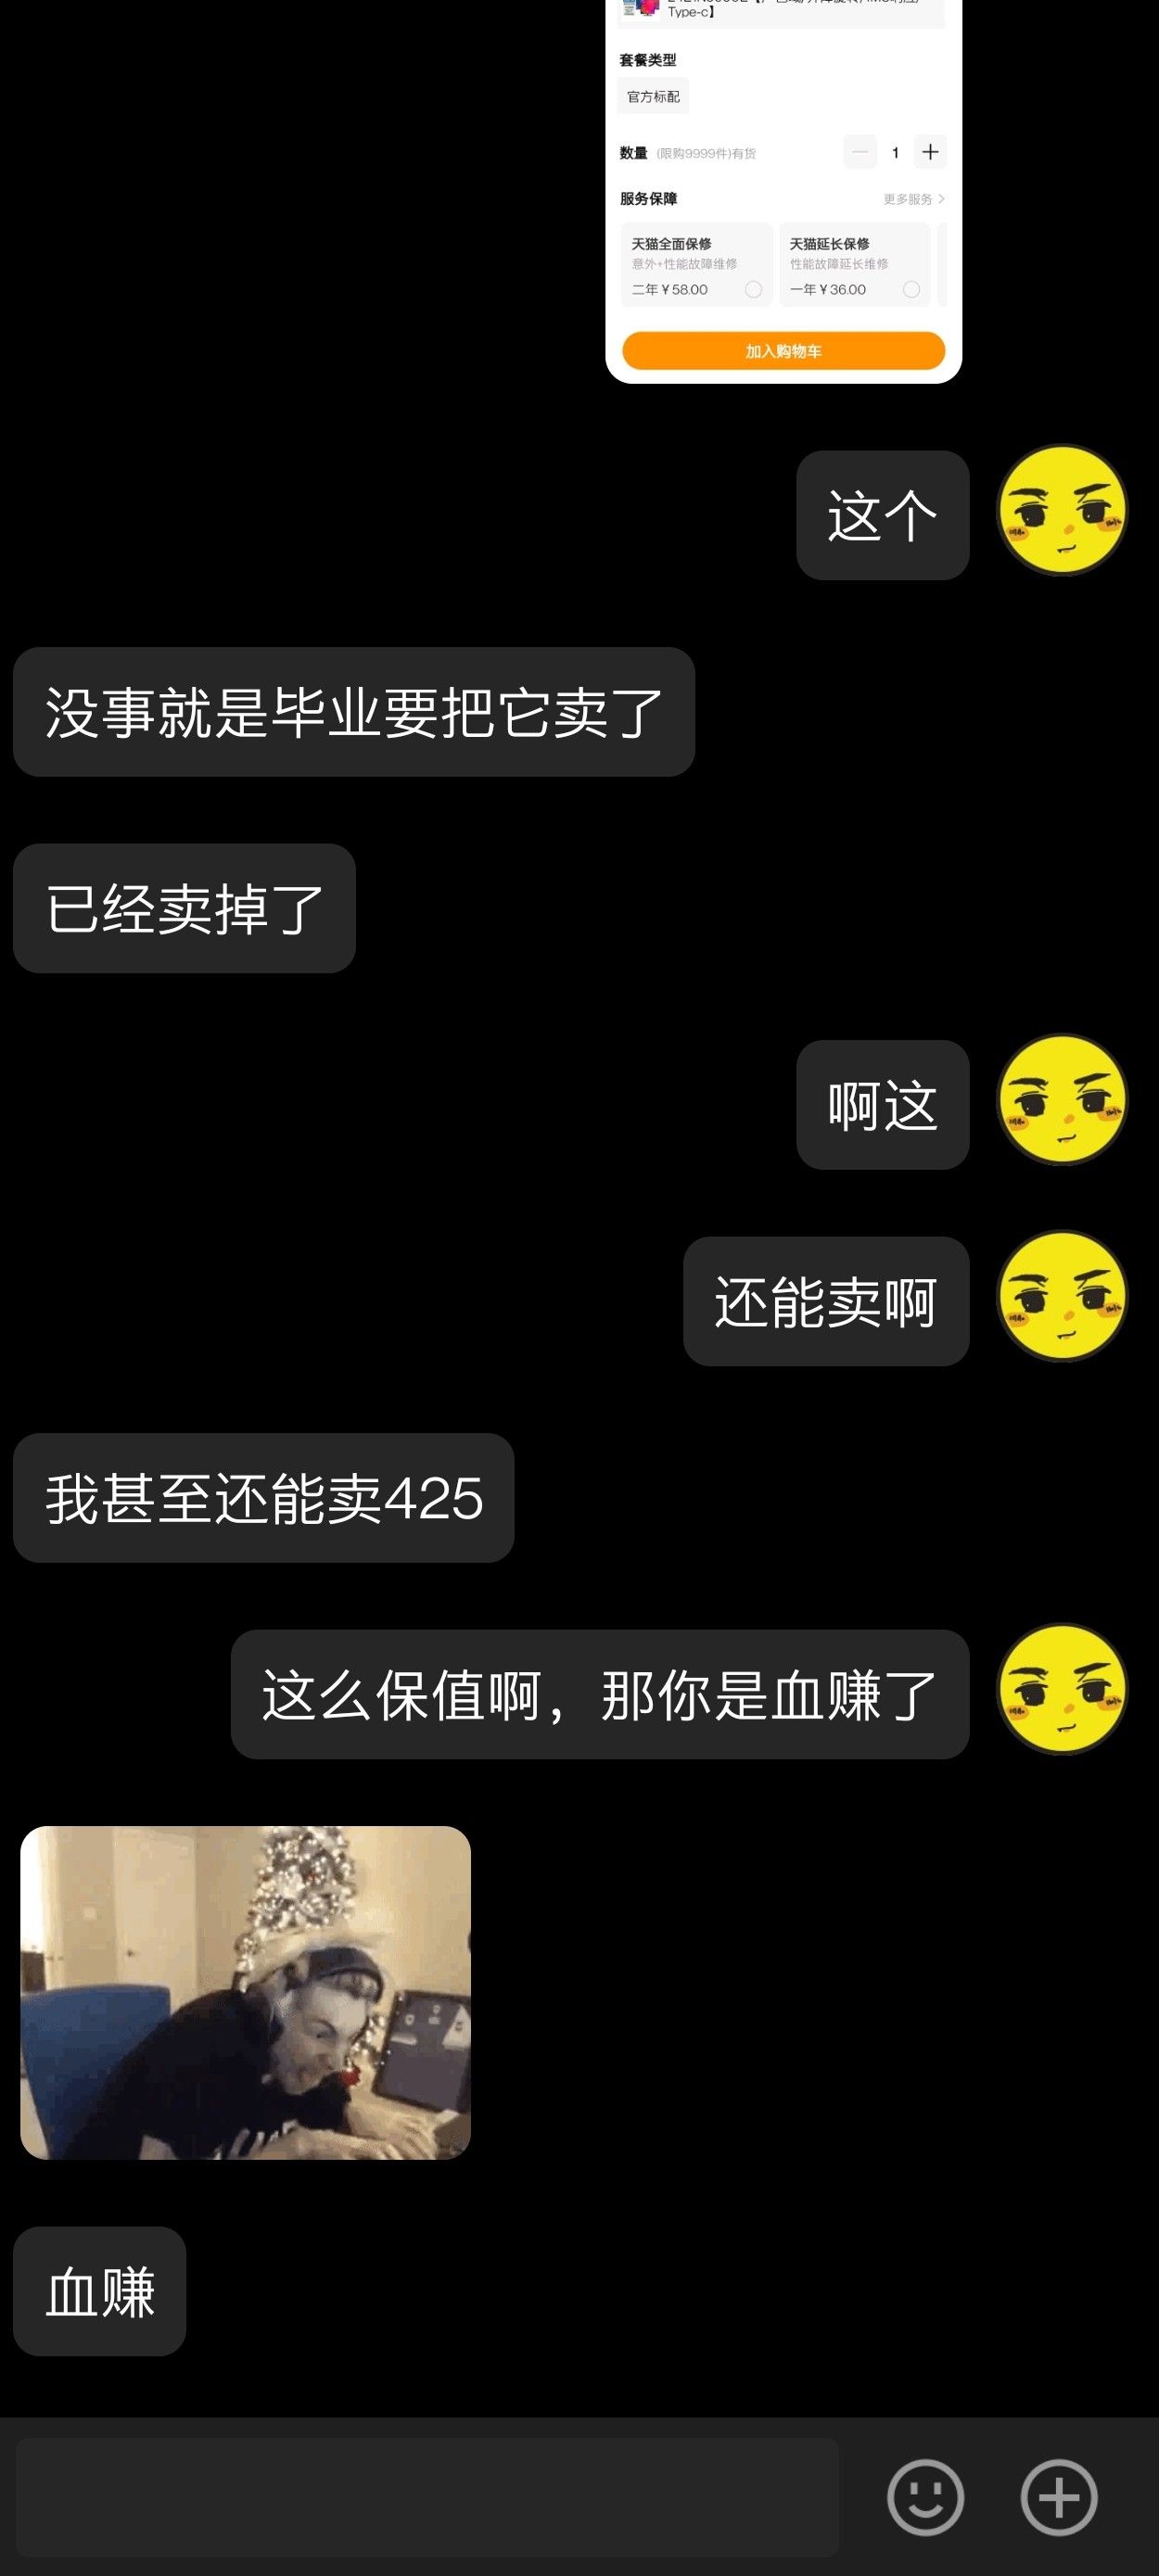 Type-c】
套餐类型
官方标配
数量 (限购9999件)有货
1
服务保障 更多服务
天猫全面保修
意外+性能故障维修
二年 ¥ 58.00
天猫延长保修
性能故障延长维修
一年 ¥ 36.00
加入购物车
这个
没事就是毕业要把它卖了
已经卖掉了
啊这
还能卖啊
我甚至还能卖425
这么保值啊，那你是血赚了
血赚